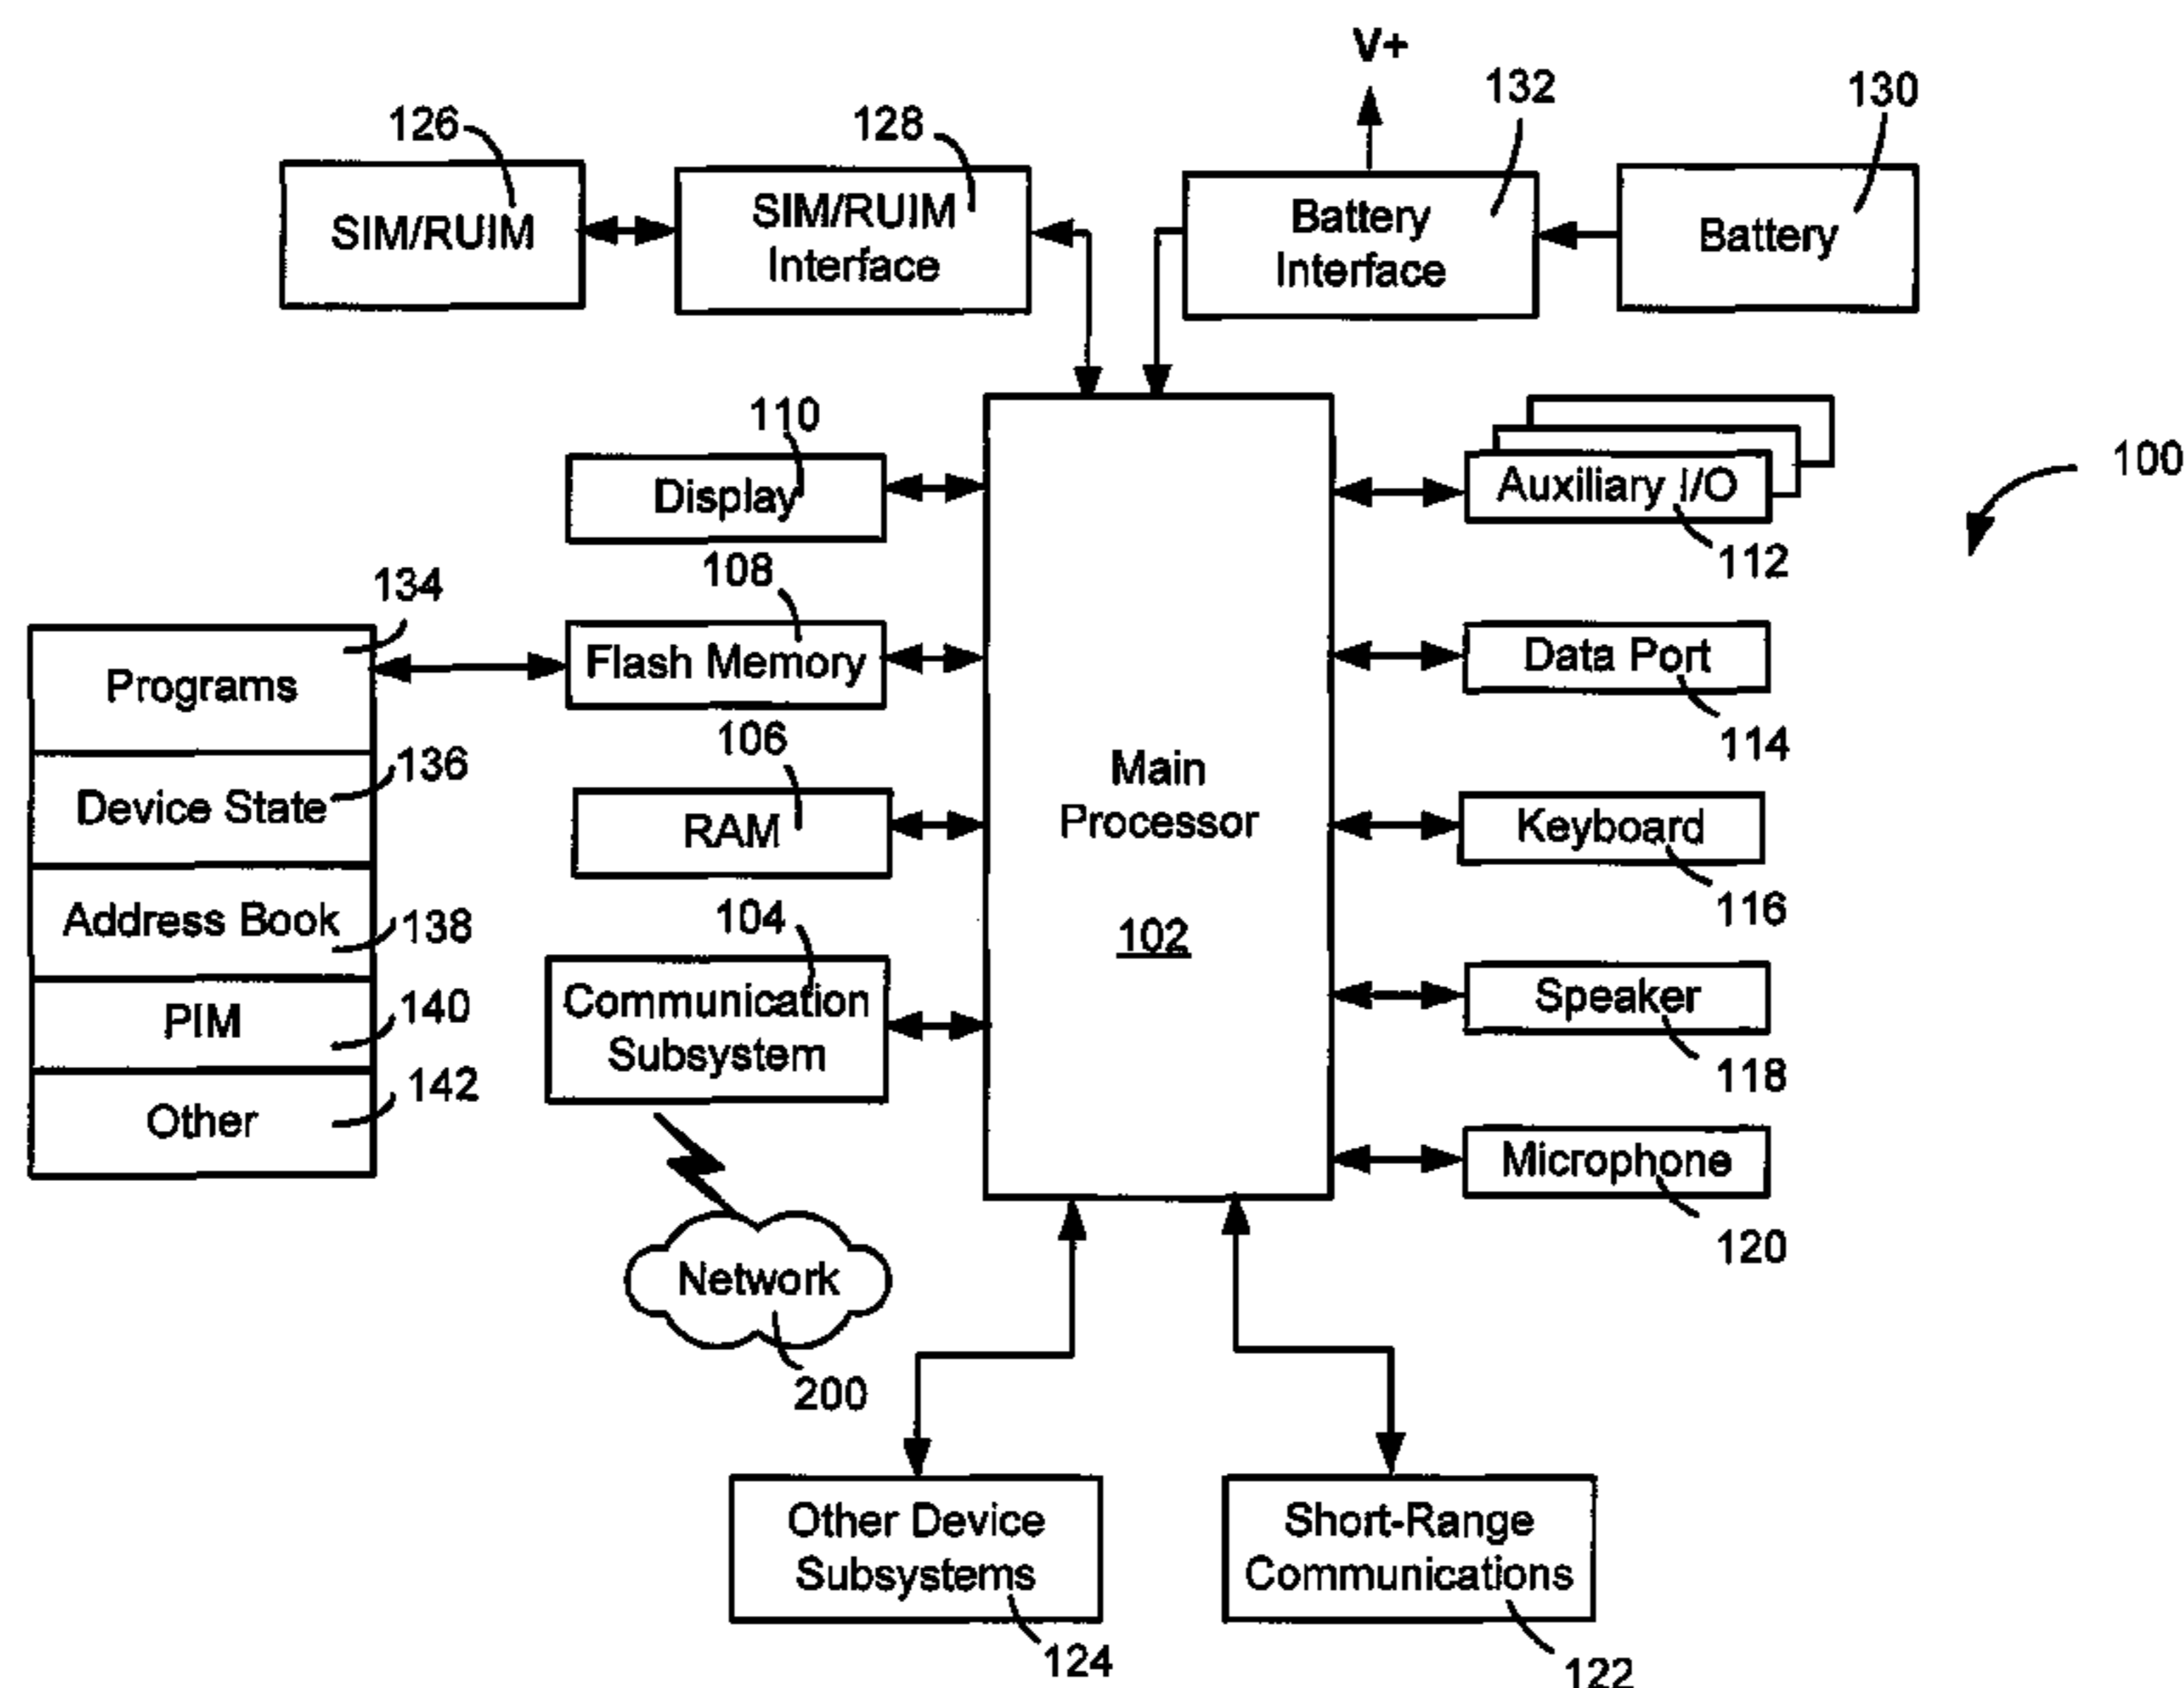 V+
132
130
126
128
SIM/RUIM
SIM/RUIM
Interface
Battery
Interface
Battery
110
Display
Auxiliary I/O
112
100
108
134
Flash Memory
Programs
Data Port
114
106
136
Device State
RAM
Main
Processor
102
Keyboard
116
104
Address Book
138
Communication
Subsystem
Speaker
118
PIM
140
142
Other
Microphone
120
Network
200
Other Device
Subsystems
124
Short-Range
Communications
122